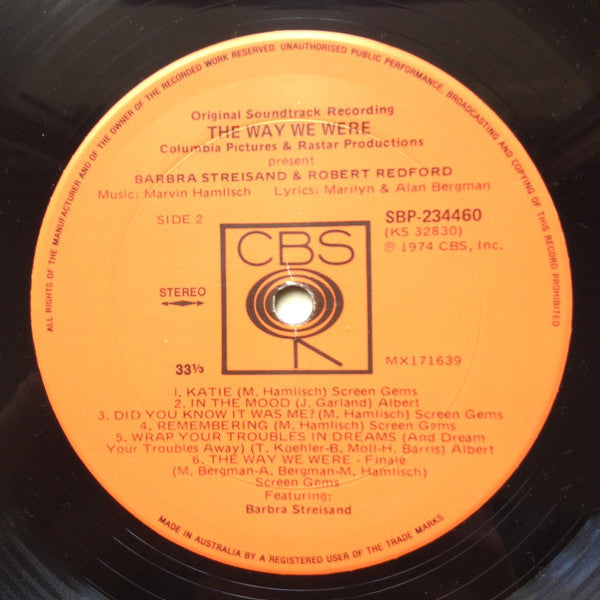 ALL RIGHTS OF THE MANUFACTURER AND OF THE OWNER OF THE RECORDED WORK RESERVED. UNAUTHORISED PUBLIC PERFORMANCE, BROADCASTING AND COPYING OF THIS RECORD PROHIBITED
Original Soundtrack Recording
THE WAY WE WERE
Columbia Pictures & Rastar Productions
present
BARBRA STREISAND & ROBERT REDFORD
Music: Marvin Hamlisch Lyrics: Marilyn & Alan Bergman
SIDE 2
SBP-234460
(KS 32830)
℗ 1974 CBS, Inc.
CBS
STEREO
33⅓
MX171639
1. KATIE (M. Hamlisch) Screen Gems
2. IN THE MOOD (J. Garland) Albert
3. DID YOU KNOW IT WAS ME? (M. Hamlisch) Screen Gems
4. REMEMBERING (M. Hamlisch) Screen Gems
5. WRAP YOUR TROUBLES IN DREAMS (And Dream
Your Troubles Away) (T. Koehler-B. Moll-H. Barris) Albert
6. THE WAY WE WERE - Finale
(M. Bergman-A. Bergman-M. Hamlisch)
Screen Gems
Featuring:
Barbra Streisand
MADE IN AUSTRALIA BY A REGISTERED USER OF THE TRADE MARKS